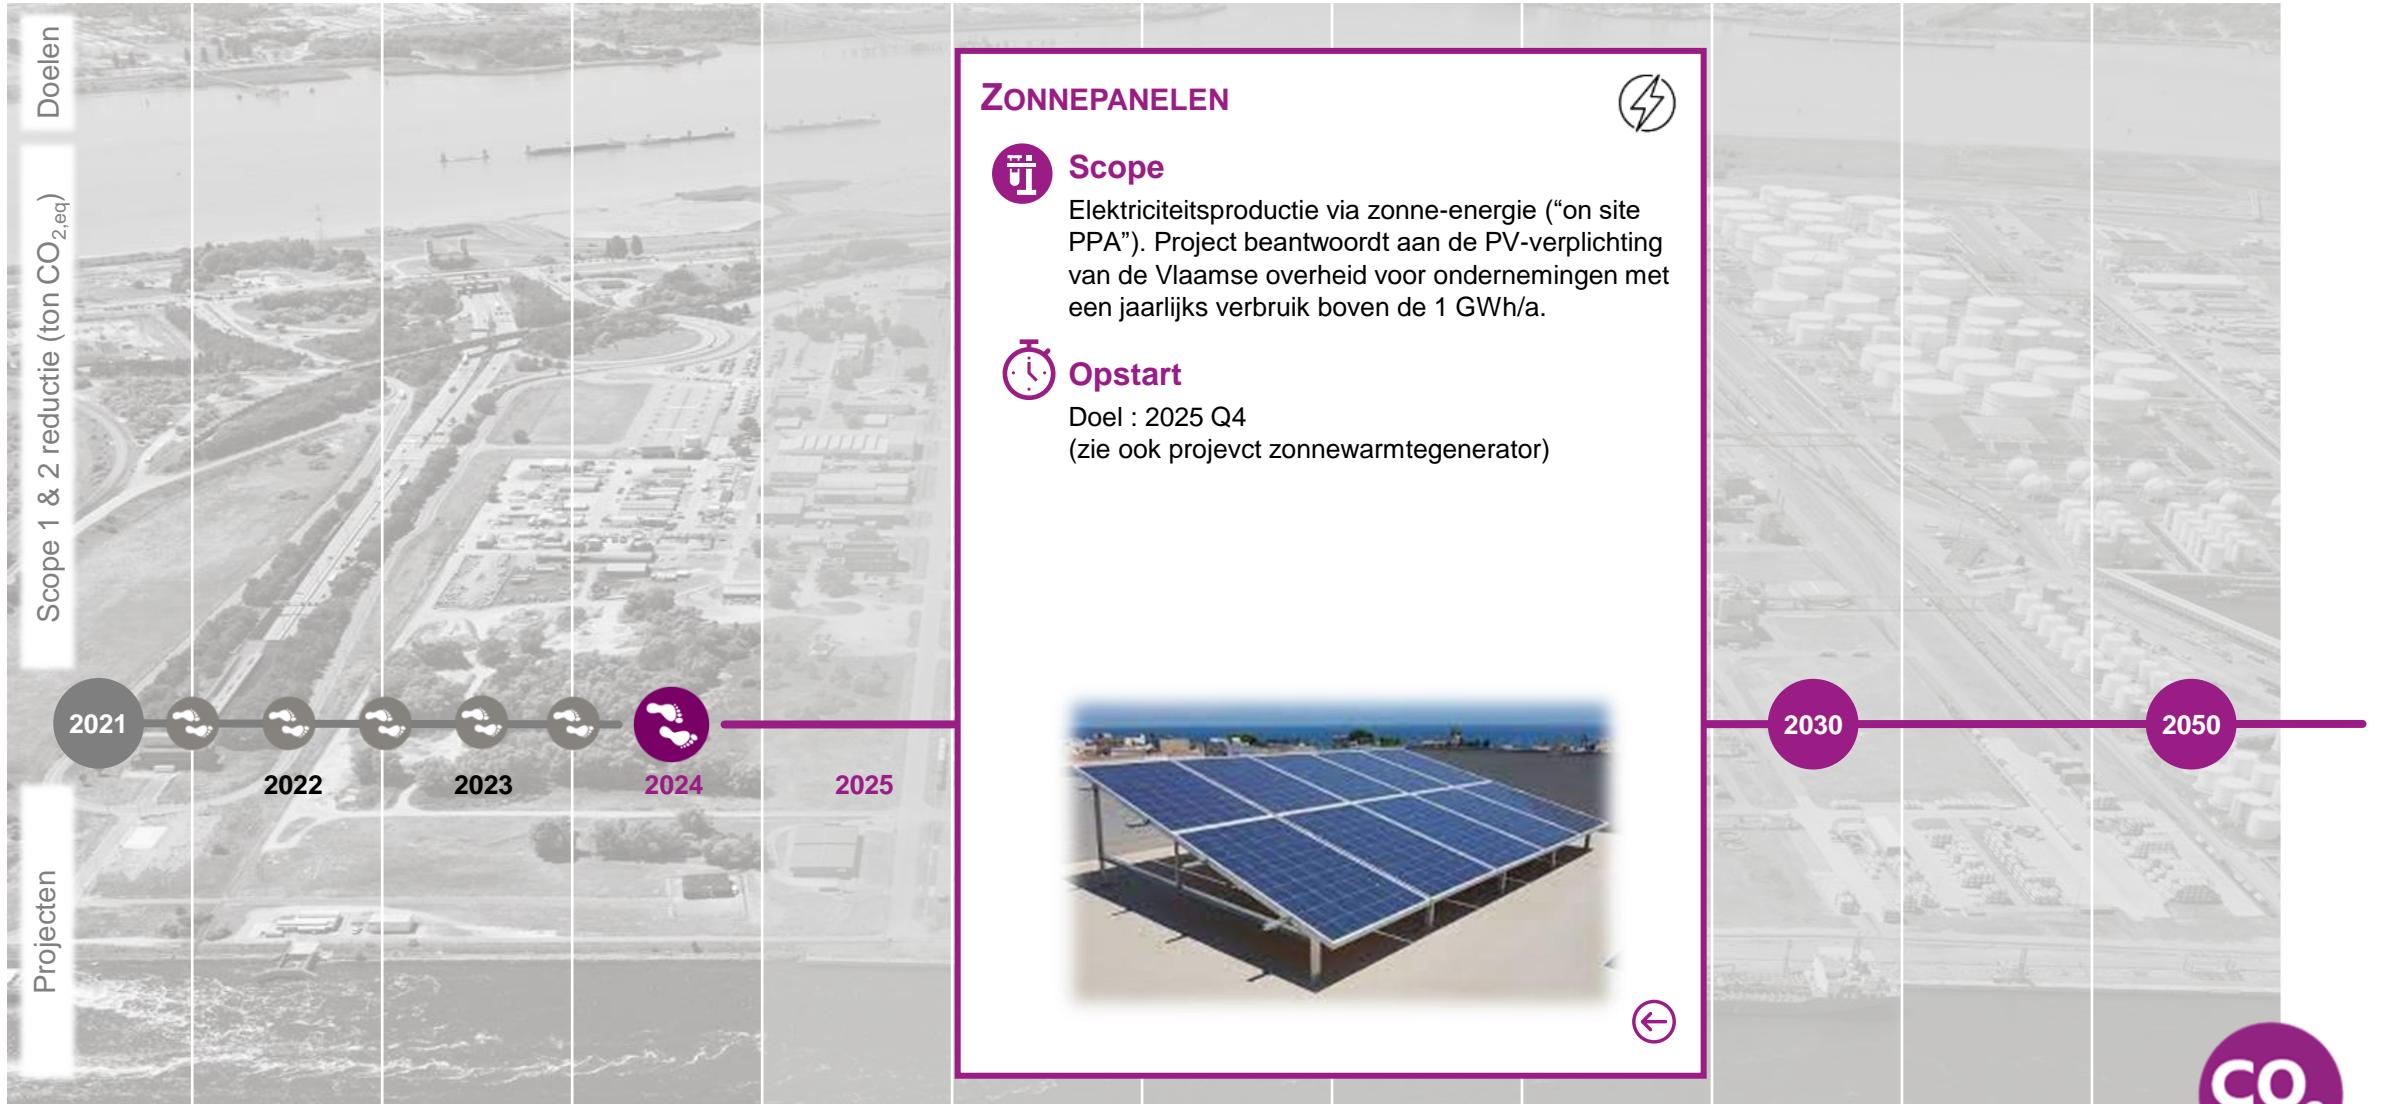 Doelen
Scope 1 & 2 reductie (ton CO2,eq)
Projecten
ZONNEPANELEN
Scope
Elektriciteitsproductie via zonne-energie (“on site
PPA”). Project beantwoordt aan de PV-verplichting
van de Vlaamse overheid voor ondernemingen met
een jaarlijks verbruik boven de 1 GWh/a.
Opstart
Doel : 2025 Q4
(zie ook projevct zonnewarmtegenerator)
2021
2030
2050
2022
2023
2024
2025
CO2